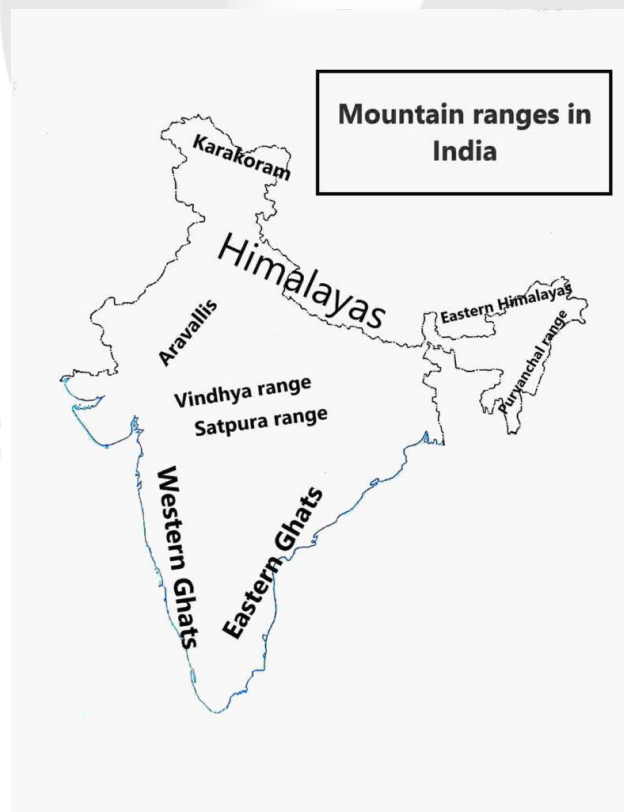 Mountain ranges in
India
Karakoram
Himalayas
Eastern Himalayas
Purvanchal range
Aravallis
Vindhya range
Satpura range
Western Ghats
Eastern Ghats